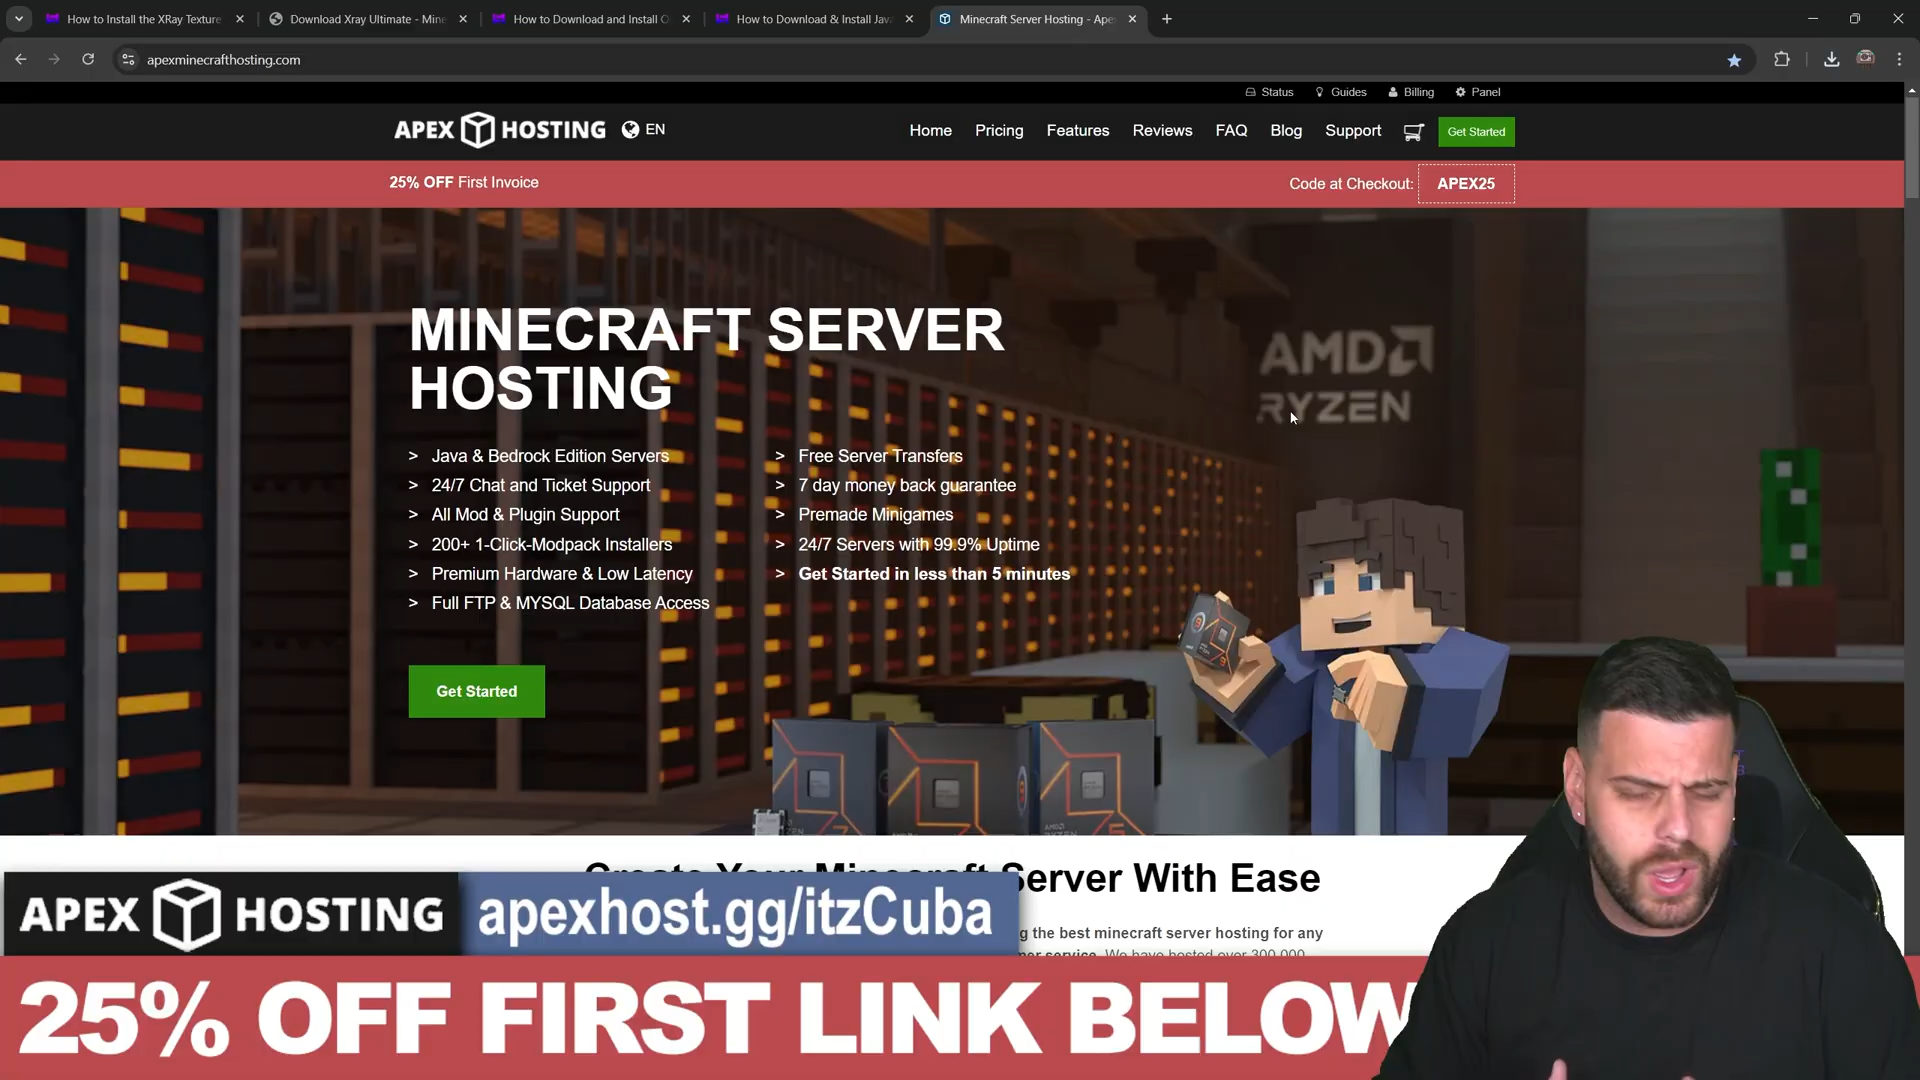 How to Install the XRay Texture
Download Xray Ultimate - Mine
How to Download and Install O
How to Download & Install Java
Minecraft Server Hosting - Apex
apexminecrafthosting.com
Status
Guides
Billing
Panel
APEX HOSTING
EN
Home
Pricing
Features
Reviews
FAQ
Blog
Support
Get Started
25% OFF First Invoice
Code at Checkout: APEX25
MINECRAFT SERVER
HOSTING
AMD
RYZEN
> Java & Bedrock Edition Servers
> 24/7 Chat and Ticket Support
> All Mod & Plugin Support
> 200+ 1-Click-Modpack Installers
> Premium Hardware & Low Latency
> Full FTP & MYSQL Database Access
> Free Server Transfers
> 7 day money back guarantee
> Premade Minigames
> 24/7 Servers with 99.9% Uptime
> Get Started in less than 5 minutes
Get Started
Create Your Minecraft Server With Ease
g the best minecraft server hosting for any
mer service. We have hosted over 300,000
APEX HOSTING
apexhost.gg/itzCuba
25% OFF FIRST LINK BELOW